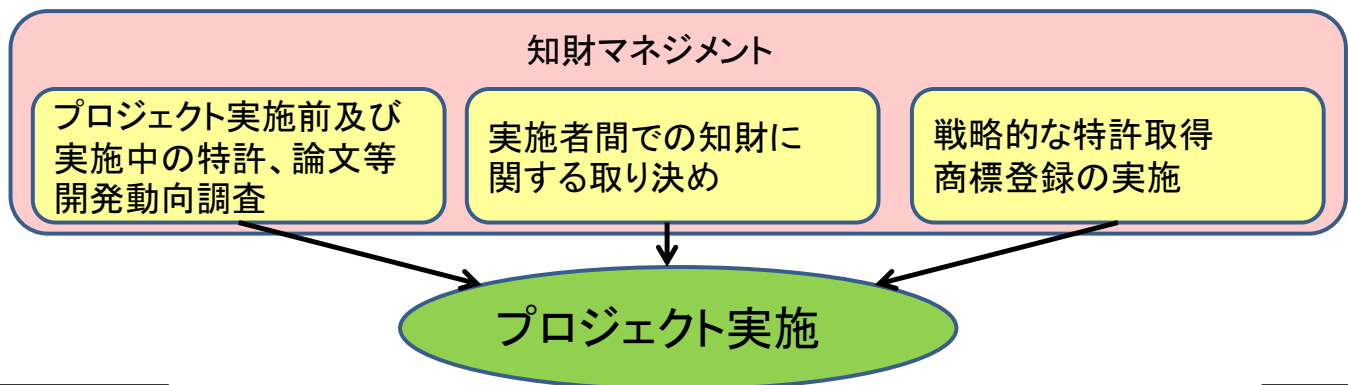 知財マネジメント
プロジェクト実施前及び
実施中の特許、論文等
開発動向調査
実施者間での知財に
関する取り決め
戦略的な特許取得
商標登録の実施
プロジェクト実施